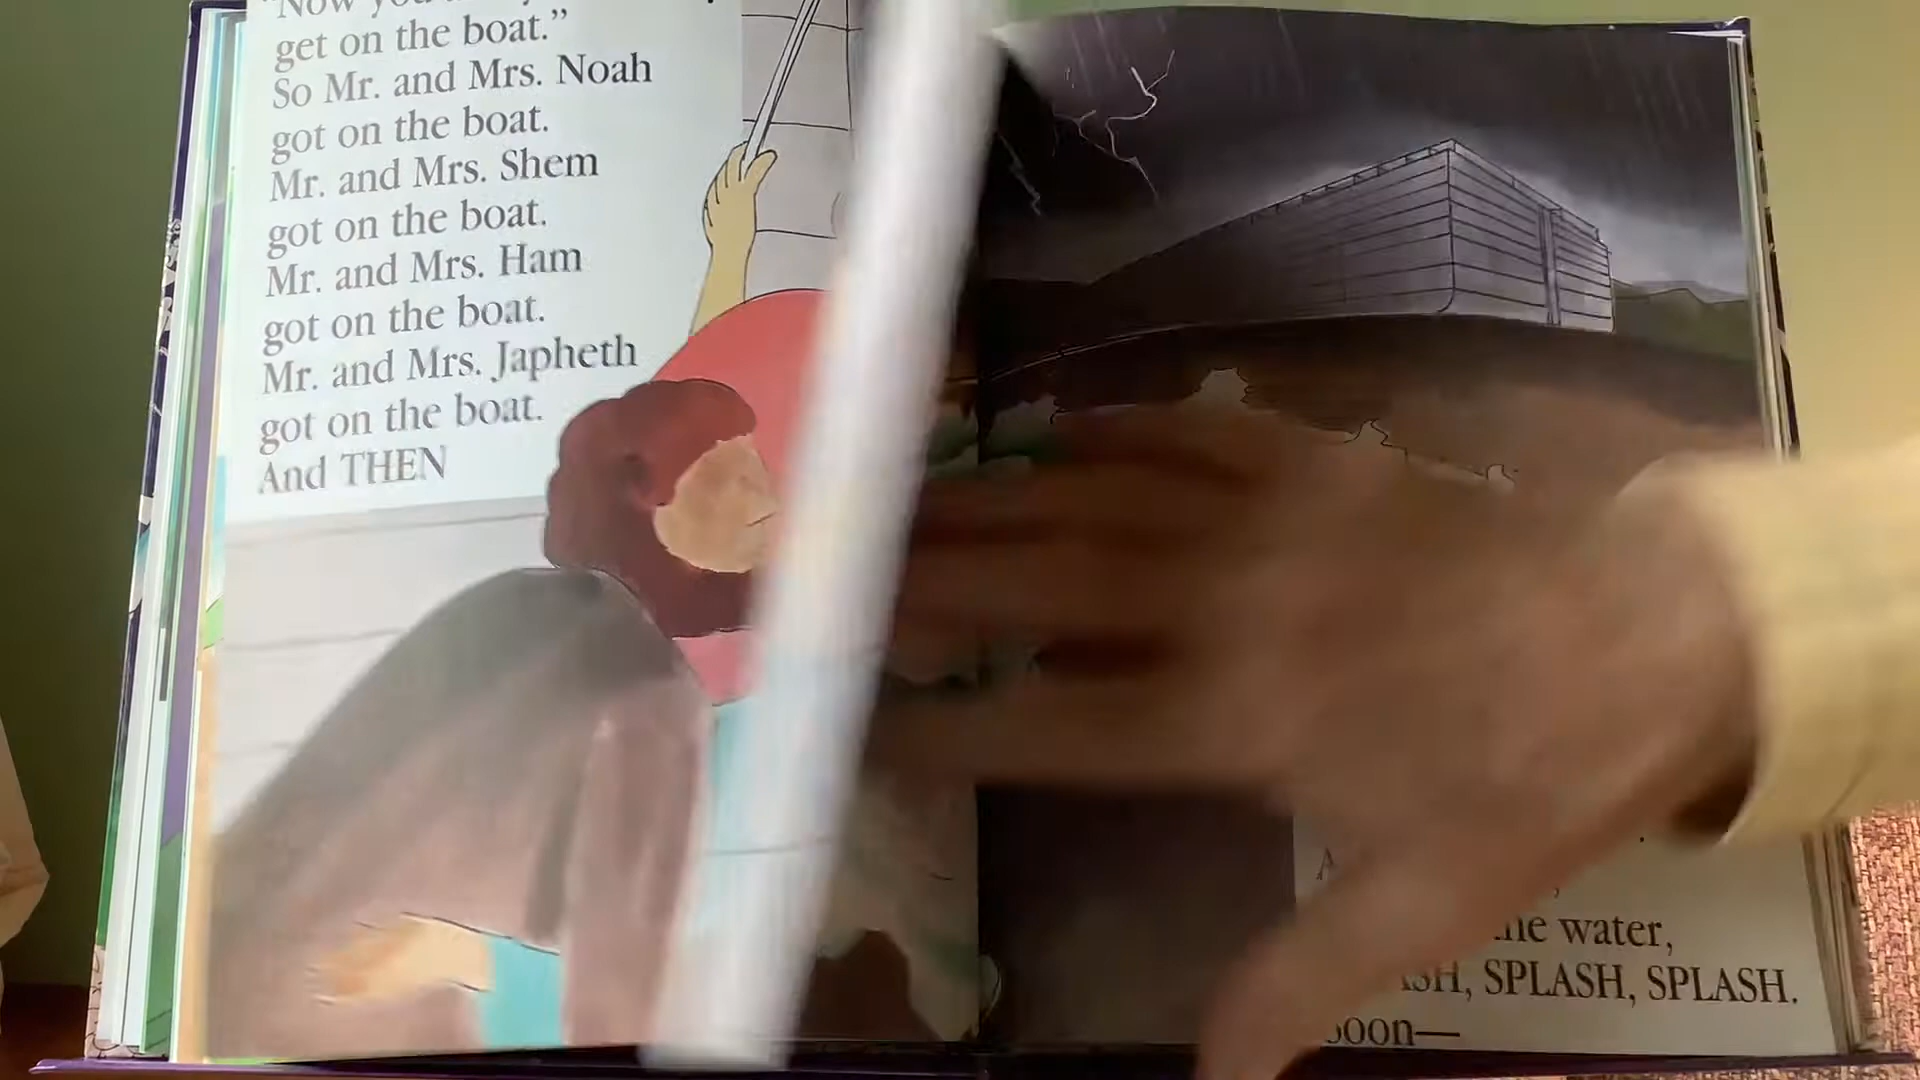 "Now you
get on the boat."
So Mr. and Mrs. Noah
got on the boat.
Mr. and Mrs. Shem
got on the boat.
Mr. and Mrs. Ham
got on the boat.
Mr. and Mrs. Japheth
got on the boat.
And THEN
water,
SPLASH, SPLASH.